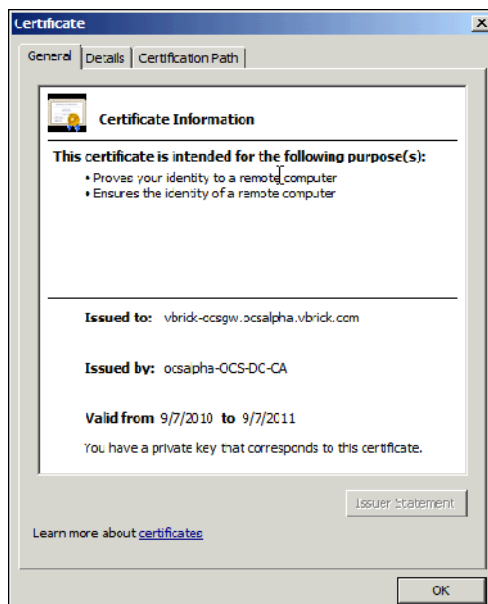 Certificate
General Details Certification Path
Certificate Information
This certificate is intended for the following purpose(s):
• Proves your identity to a remote computer
• Ensures the identity of a remote computer
Issued to: vbrick-ocsgw.ocsalpha.vbrick.com
Issued by: ocsalpha-OCS-DC-CA
Valid from 9/7/2010 to 9/7/2011
You have a private key that corresponds to this certificate.
Issuer Statement
Learn more about certificates
OK